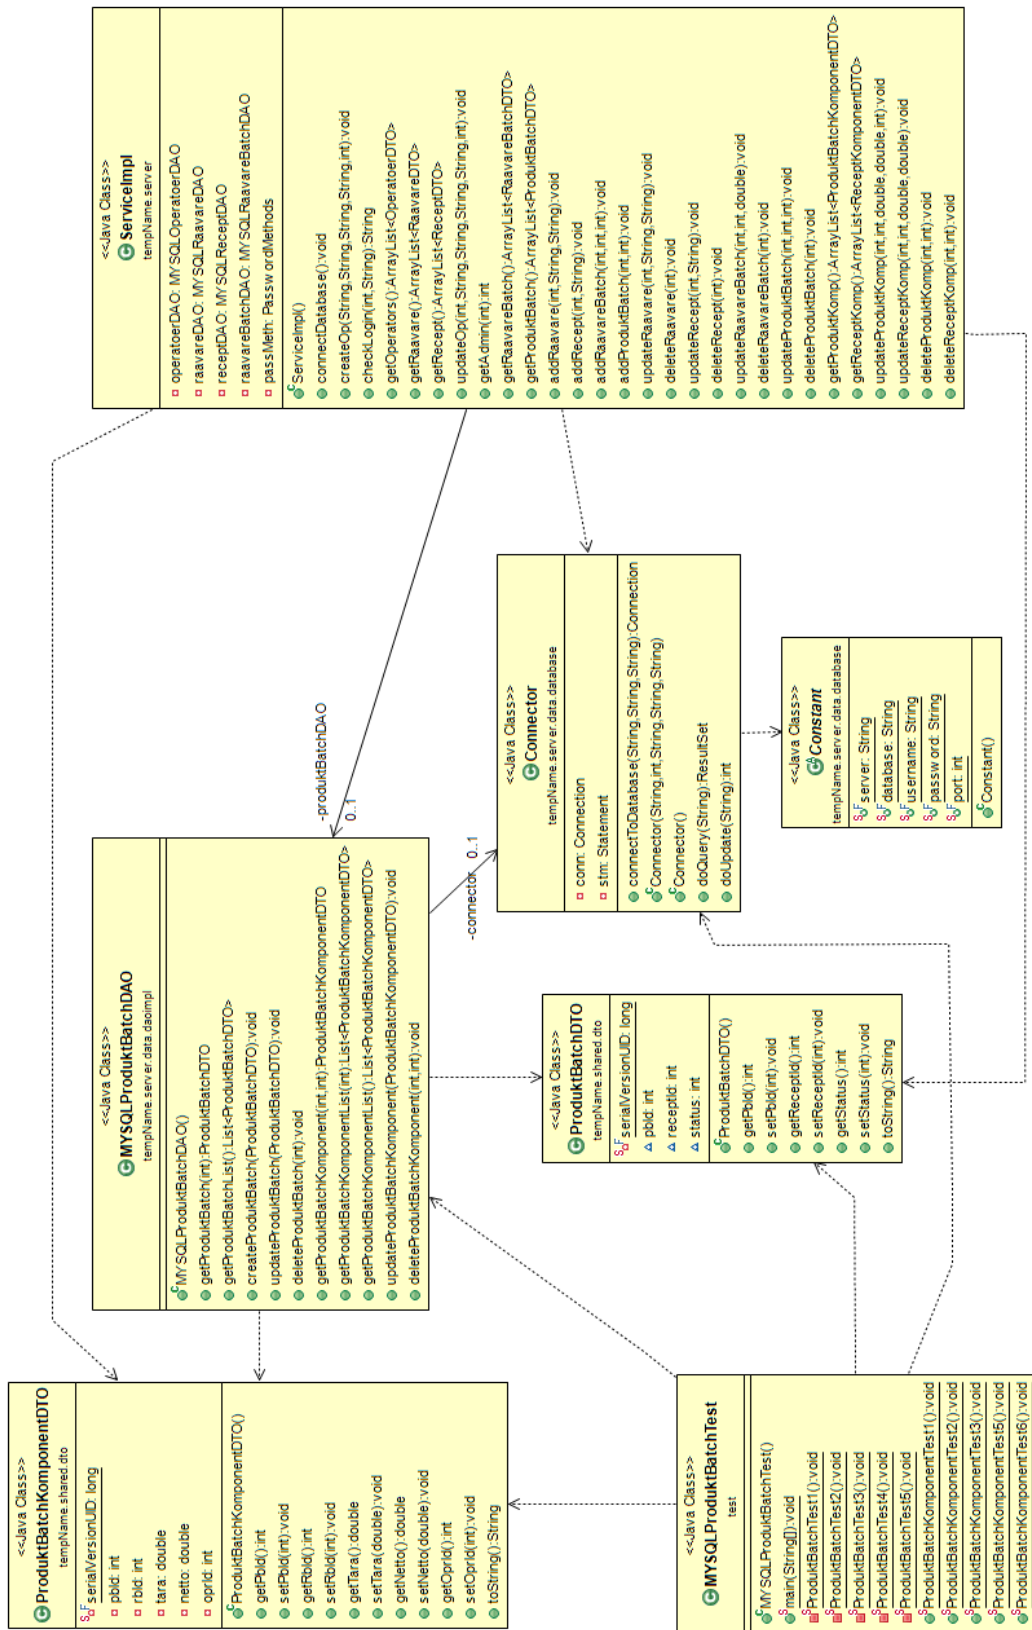 <<Java Class>>
ServiceImpl
tempName.server
operatoerDAO: MYSQLOperatoerDAO
raavareDAO: MYSQLRaavareDAO
receptDAO: MYSQLReceptDAO
raavareBatchDAO: MYSQLRaavareBatchDAO
passMeth: PasswordMethods
ServiceImpl()
connectDatabase():void
createOp(String,String,String,int):void
checkLogin(int,String):String
getOperators():ArrayList<OperatoerDTO>
getRaavare():ArrayList<RaavareDTO>
getRecept():ArrayList<ReceptDTO>
updateOp(int,String,String,String,int):void
getAdmin(int):int
getRaavareBatch():ArrayList<RaavareBatchDTO>
getProduktBatch():ArrayList<ProduktBatchDTO>
addRaavare(int,String,String):void
addRecept(int,String):void
addRaavareBatch(int,int,int):void
addProduktBatch(int,int):void
updateRaavare(int,String,String):void
deleteRaavare(int):void
updateRecept(int,String):void
deleteRecept(int):void
updateRaavareBatch(int,int,double):void
deleteRaavareBatch(int):void
updateProduktBatch(int,int,int):void
deleteProduktBatch(int):void
getProduktKomp():ArrayList<ProduktBatchKomponentDTO>
getReceptKomp():ArrayList<ReceptKomponentDTO>
updateProduktKomp(int,int,double,double,int):void
updateReceptKomp(int,int,double,double):void
deleteProduktKomp(int,int):void
deleteReceptKomp(int,int):void
-produktBatchDAO
0..1
<<Java Class>>
Connector
tempName.server.data.database
conn: Connection
stm: Statement
connectToDatabase(String,String,String):Connection
Connector(String,int,String,String,String)
Connector()
doQuery(String):ResultSet
doUpdate(String):int
<<Java Class>>
Constant
tempName.server.data.database
server: String
database: String
username: String
password: String
port: int
Constant()
<<Java Class>>
MYSQLProduktBatchDAO
tempName.server.data.daoimpl
MYSQLProduktBatchDAO()
getProduktBatch(int):ProduktBatchDTO
getProduktBatchList():List<ProduktBatchDTO>
createProduktBatch(ProduktBatchDTO):void
updateProduktBatch(ProduktBatchDTO):void
deleteProduktBatch(int):void
getProduktBatchKomponent(int,int):ProduktBatchKomponentDTO
getProduktBatchKomponentList(int):List<ProduktBatchKomponentDTO>
getProduktBatchKomponentList():List<ProduktBatchKomponentDTO>
updateProduktBatchKomponent(ProduktBatchKomponentDTO):void
deleteProduktBatchKomponent(int,int):void
-connector 0..1
<<Java Class>>
ProduktBatchDTO
tempName.shared.dto
serialVersionUID: long
pbId: int
receptId: int
status: int
ProduktBatchDTO()
getPbId():int
setPbId(int):void
getReceptId():int
setReceptId(int):void
getStatus():int
setStatus(int):void
toString():String
<<Java Class>>
ProduktBatchKomponentDTO
tempName.shared.dto
serialVersionUID: long
pbId: int
rbId: int
tara: double
netto: double
oprId: int
ProduktBatchKomponentDTO()
getPbId():int
setPbId(int):void
getRbId():int
setRbId(int):void
getTara():double
setTara(double):void
getNetto():double
setNetto(double):void
getOprId():int
setOprId(int):void
toString():String
<<Java Class>>
MYSQLProduktBatchTest
test
MYSQLProduktBatchTest()
main(String[]):void
ProduktBatchTest1():void
ProduktBatchTest2():void
ProduktBatchTest3():void
ProduktBatchTest4():void
ProduktBatchTest5():void
ProduktBatchKomponentTest1():void
ProduktBatchKomponentTest2():void
ProduktBatchKomponentTest3():void
ProduktBatchKomponentTest5():void
ProduktBatchKomponentTest6():void